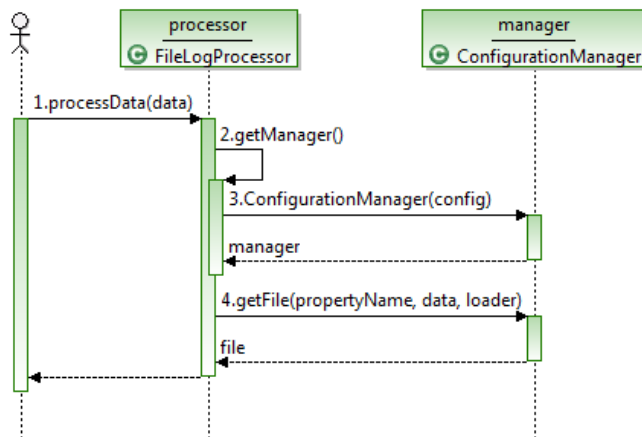 processor
C FileLogProcessor
manager
C ConfigurationManager
1.processData(data)
2.getManager()
3.ConfigurationManager(config)
manager
4.getFile(propertyName, data, loader)
file